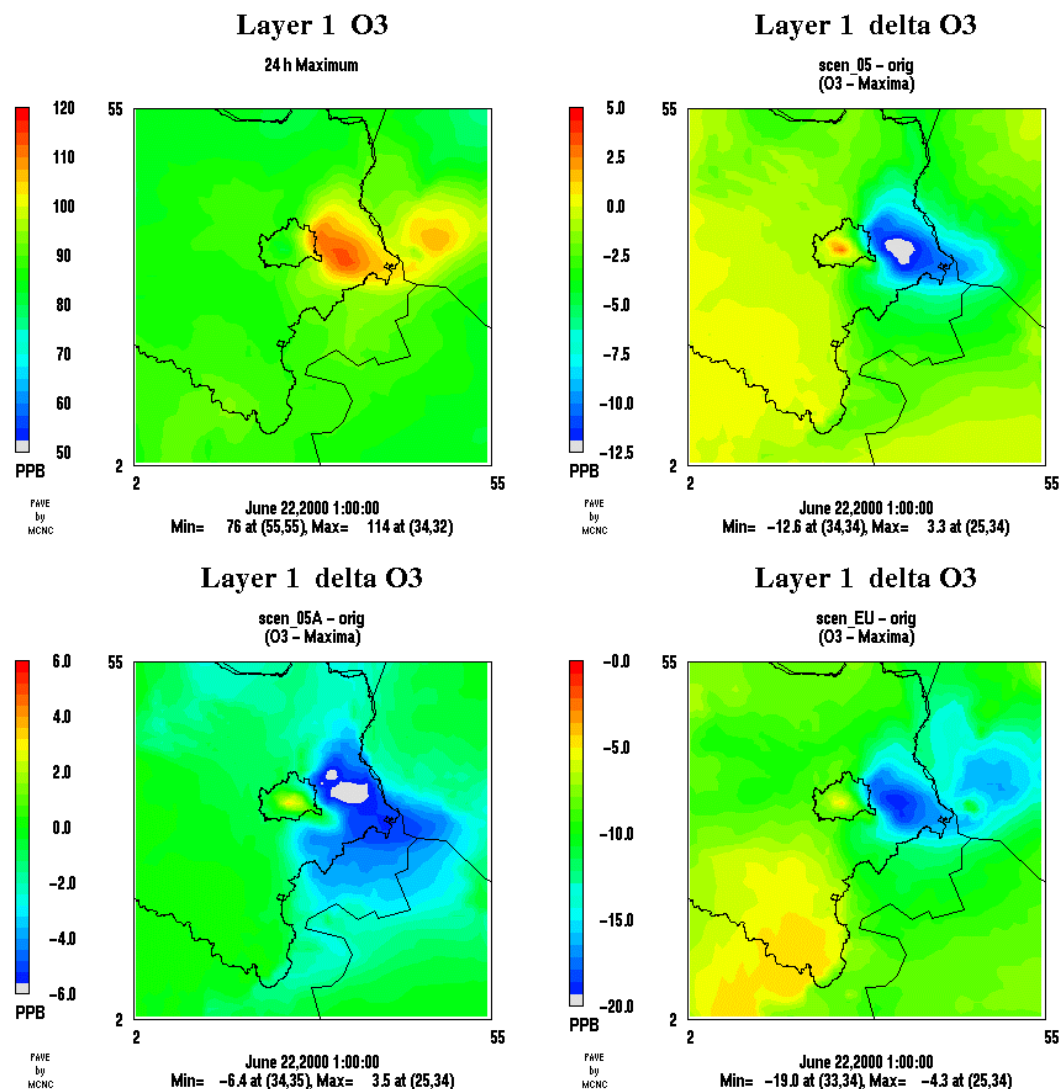 Layer 1 O3
24 h Maximum
120
110
100
90
80
70
60
50
PPB
55
2
2
55
PAVE
by
MCNC
June 22,2000 1:00:00
Min= 76 at (55,55), Max= 114 at (34,32)
Layer 1 delta O3
scen_05 – orig
(O3 – Maxima)
5.0
2.5
0.0
–2.5
–5.0
–7.5
–10.0
–12.5
PPB
55
2
2
55
PAVE
by
MCNC
June 22,2000 1:00:00
Min= –12.6 at (34,34), Max= 3.3 at (25,34)
Layer 1 delta O3
scen_05A – orig
(O3 – Maxima)
6.0
4.0
2.0
0.0
–2.0
–4.0
–6.0
PPB
55
2
2
55
PAVE
by
MCNC
June 22,2000 1:00:00
Min= –6.4 at (34,35), Max= 3.5 at (25,34)
Layer 1 delta O3
scen_EU – orig
(O3 – Maxima)
–0.0
–5.0
–10.0
–15.0
–20.0
PPB
55
2
2
55
PAVE
by
MCNC
June 22,2000 1:00:00
Min= –19.0 at (33,34), Max= –4.3 at (25,34)